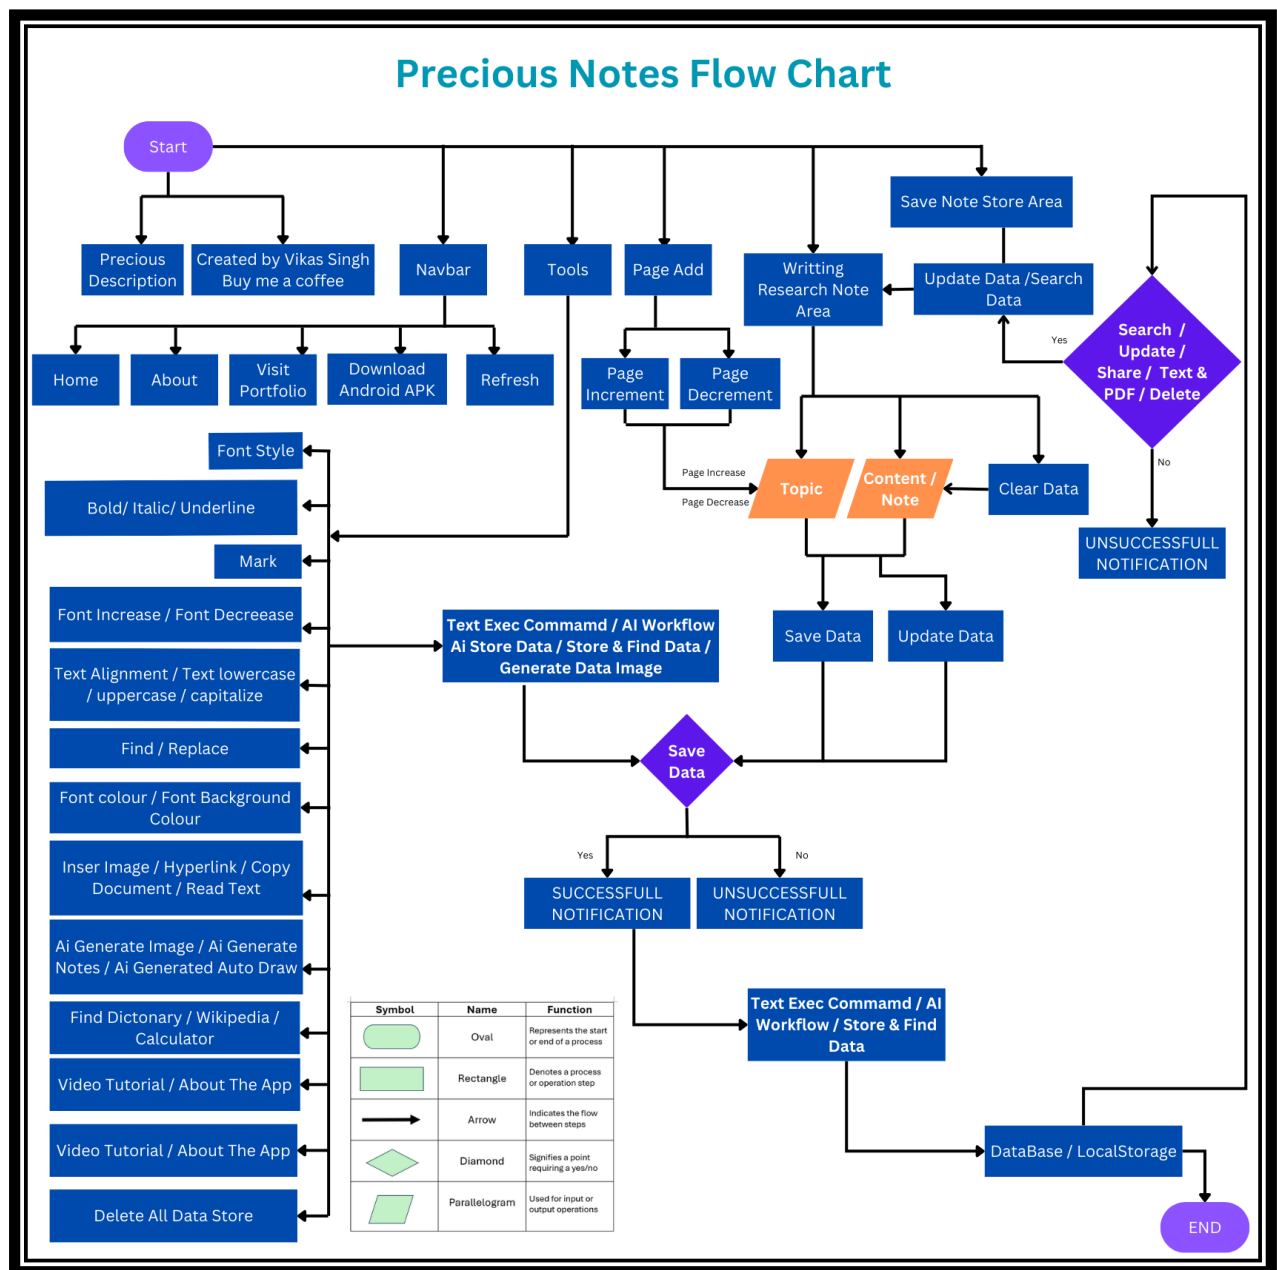 Precious Notes Flow Chart
Start
Save Note Store Area
Precious
Description
Created by Vikas Singh
Buy me a coffee
Navbar
Tools
Page Add
Writting
Research Note
Area
Update Data /Search
Data
Search  /
Update /
Share /  Text &
PDF / Delete
Yes
No
Home
About
Visit
Portfolio
Download
Android APK
Refresh
Page
Increment
Page
Decrement
Font Style
Page Increase
Page Decrease
Topic
Content /
Note
Clear Data
UNSUCCESSFULL
NOTIFICATION
Bold/ Italic/ Underline
Mark
Font Increase / Font Decreease
Text Exec Commamd / AI Workflow
Ai Store Data / Store & Find Data /
Generate Data Image
Save Data
Update Data
Text Alignment / Text lowercase
/ uppercase / capitalize
Find / Replace
Save
Data
Font colour / Font Background
Colour
Yes
No
Inser Image / Hyperlink / Copy
Document / Read Text
SUCCESSFULL
NOTIFICATION
UNSUCCESSFULL
NOTIFICATION
Ai Generate Image / Ai Generate
Notes / Ai Generated Auto Draw
Find Dictonary / Wikipedia /
Calculator
Text Exec Commamd / AI
Workflow / Store & Find
Data
Video Tutorial / About The App
Video Tutorial / About The App
Delete All Data Store
Symbol Name Function
Oval
Represents the start
or end of a process
Rectangle
Denotes a process
or operation step
Arrow
Indicates the flow
between steps
Diamond
Signifies a point
requiring a yes/no
Parallelogram
Used for input or
output operations
DataBase / LocalStorage
END